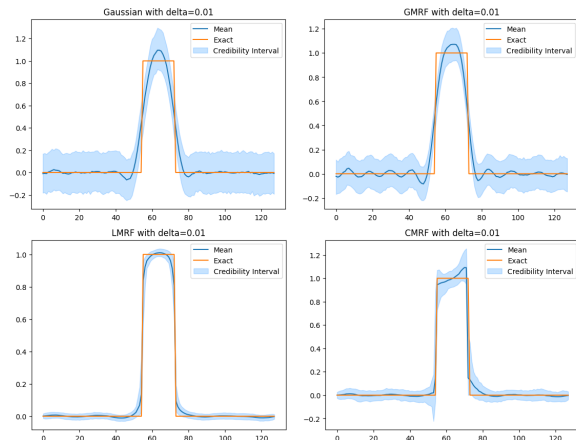 Gaussian with delta=0.01
Mean
Exact
Credibility Interval
1.2
1.0
0.8
0.6
0.4
0.2
0.0
−0.2
0 20 40 60 80 100 120
GMRF with delta=0.01
Mean
Exact
Credibility Interval
1.2
1.0
0.8
0.6
0.4
0.2
0.0
−0.2
0 20 40 60 80 100 120
LMRF with delta=0.01
Mean
Exact
Credibility Interval
1.0
0.8
0.6
0.4
0.2
0.0
0 20 40 60 80 100 120
CMRF with delta=0.01
Mean
Exact
Credibility Interval
1.2
1.0
0.8
0.6
0.4
0.2
0.0
−0.2
0 20 40 60 80 100 120